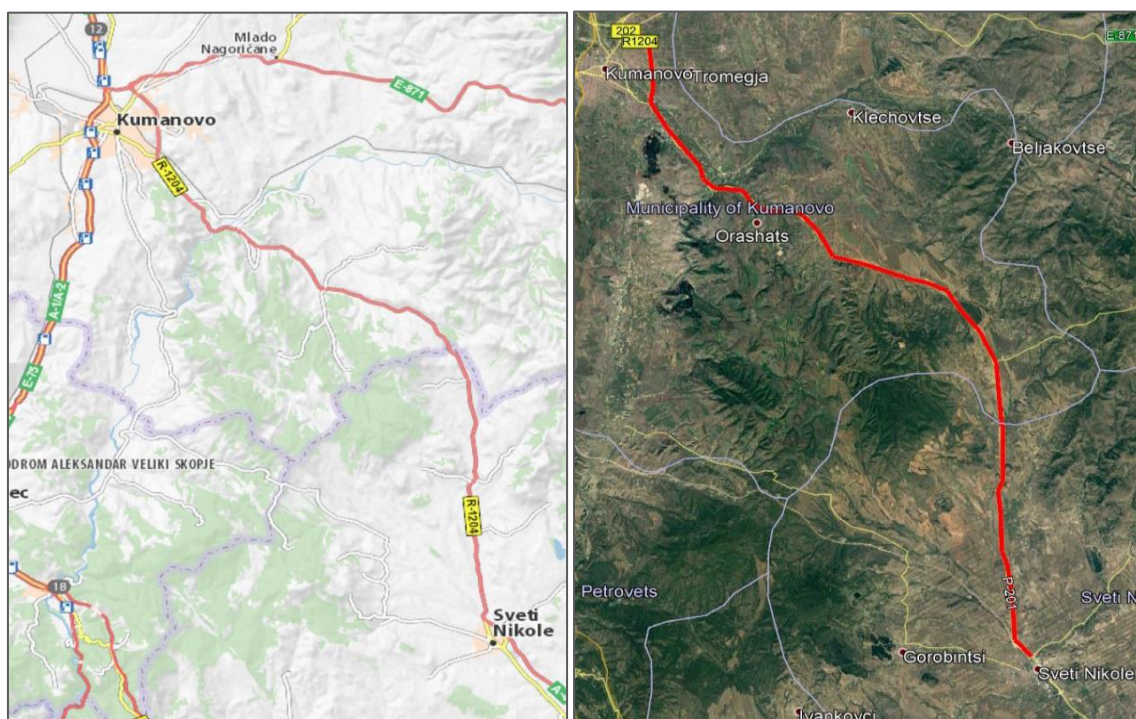 12
Mlado
Nagoričane
E-871
Kumanovo
R-1204
A-1/A-2
E-75
ODROM ALEKSANDAR VELIKI SKOPJE
ec
R-1204
18
Sveti
Nikole
A-
202
R1204
E-871
Kumanovo
Tromegja
Klechovtse
Beljakovtse
Municipality of Kumanovo
Orashats
Petrovets
P-201
Sveti N
Gorobintsi
Sveti Nikole
Ivankovci